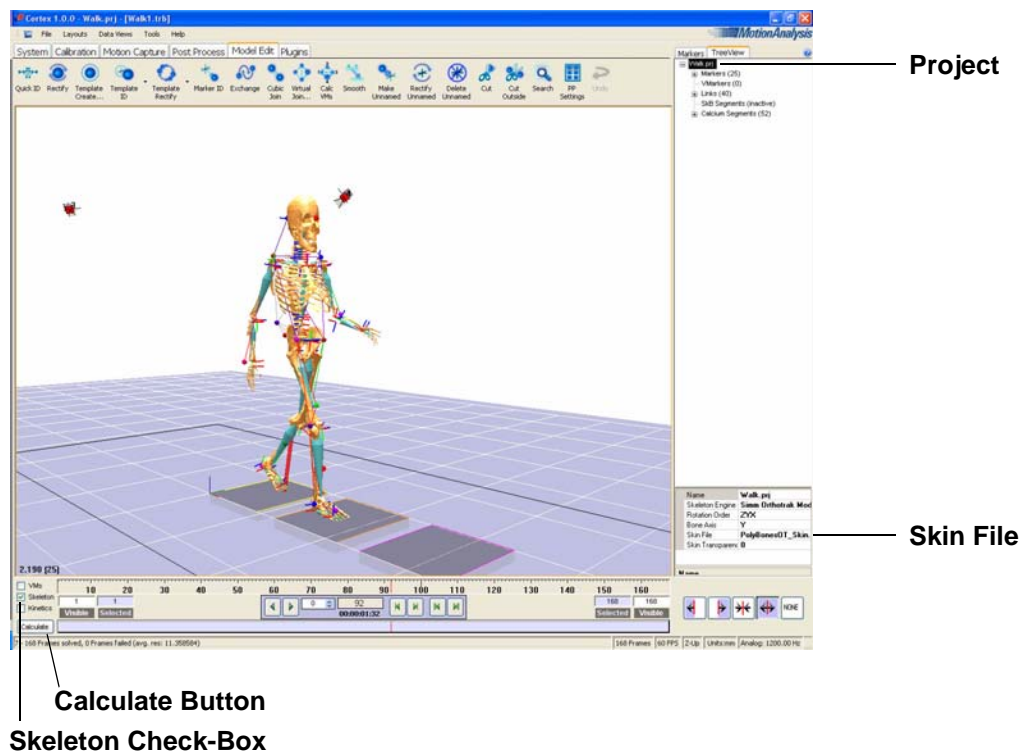 Cortex 1.0.0 - Walk.prj - [Walk1.trb]
File Layouts Data Views Tools Help
MotionAnalysis
System Calibration Motion Capture Post Process Model Edit Plugins
Markers TreeView
Quick ID Rectify Template Create... Template ID Template Rectify Marker ID Exchange Cubic Join Virtual Join... Calc VMs Smooth Make Unnamed Rectify Unnamed Delete Unnamed Cut Cut Outside Search PP Settings Undo
Walk.prj
Markers (25)
VMarkers (0)
Links (40)
SkB Segments (inactive)
Calcium Segments (52)
Project
Name Walk.prj
Skeleton Engine Simm Orthotrak Mod
Rotation Order ZYX
Bone Axis Y
Skin File PolyBonesOT_Skin.
Skin Transparenc 0
Name
Skin File
2.190 [25]
VMs
Skeleton
Kinetics
10 20 30 40 50 60 70 80 90 100 110 120 130 140 150 160
1 1
Visible Selected
0 92
00:00:01:32
168 168
Selected Visible
NONE
Calculate
168 Frames solved, 0 Frames failed (avg. res: 11.358584)
168 Frames 60 FPS Z-Up Units:mm Analog: 1200.00 Hz
Calculate Button
Skeleton Check-Box